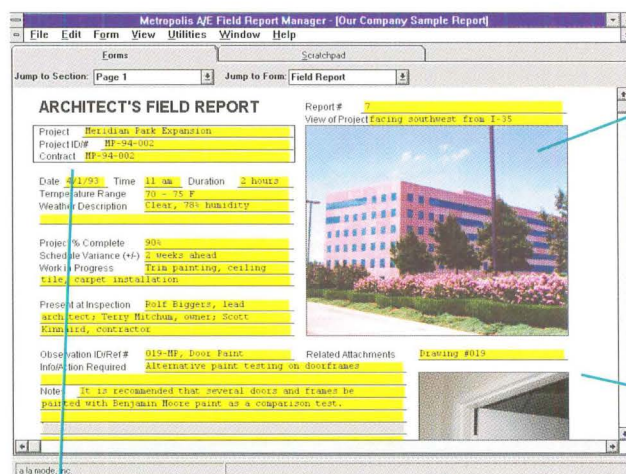 Metropolis A/E Field Report Manager - [Our Company Sample Report]
File Edit Form View Utilities Window Help
Forms Scratchpad
Jump to Section: Page 1 Jump to Form: Field Report
ARCHITECT'S FIELD REPORT
Report # 7
View of Project facing southwest from I-35
Project Meridian Park Expansion
Project ID/# MP-94-002
Contract MP-94-002
Date 4/1/93 Time 11 am Duration 2 hours
Temperature Range 70 - 75 F
Weather Description Clear, 78% humidity
Project % Complete 90%
Schedule Variance (+/-) 2 weeks ahead
Work in Progress Trim painting, ceiling
tile, carpet installation
Present at Inspection Rolf Biggers, lead
architect; Terry Mitchum, owner; Scott
Kinnaird, contractor
Observation ID/Ref # 019-MP, Door Paint
Related Attachments Drawing #019
Info/Action Required Alternative paint testing on doorframes
Notes It is recommended that several doors and frames be
painted with Benjamin Moore paint as a comparison test.
a la mode, inc.